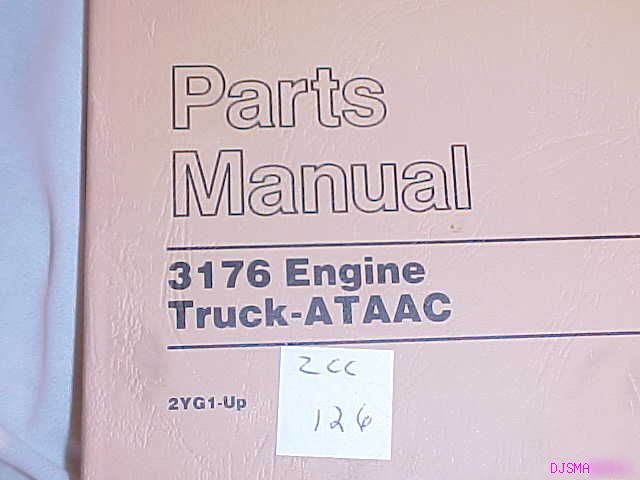 Parts
Manual
3176 Engine
Truck-ATAAC
2YG1-Up
2CC
126
DJSMA